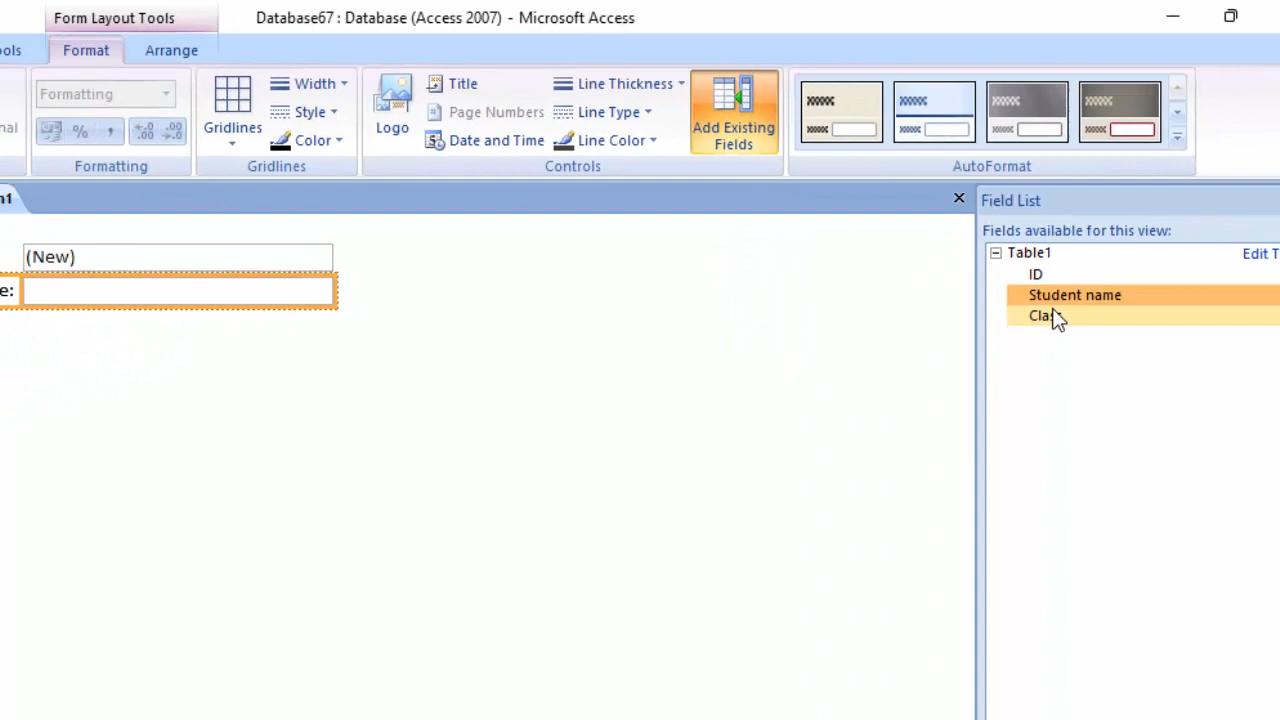 Form Layout Tools
Database67 : Database (Access 2007) - Microsoft Access
Format
Arrange
Formatting
%
Formatting
Gridlines
Width
Style
Color
Gridlines
Logo
Title
Page Numbers
Date and Time
Line Thickness
Line Type
Line Color
Controls
Add Existing
Fields
AutoFormat
(New)
Field List
Fields available for this view:
Table1
Edit
ID
Student name